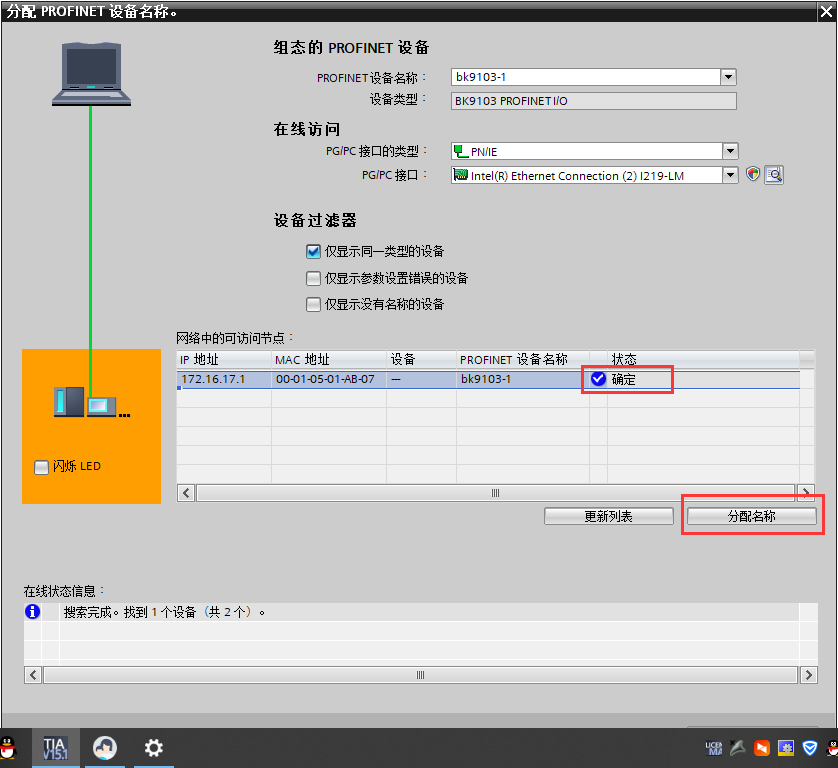 分配 PROFINET 设备名称。
组态的 PROFINET 设备
PROFINET 设备名称： bk9103-1
设备类型： BK9103 PROFINET I/O
在线访问
PG/PC 接口的类型： PN/IE
PG/PC 接口： Intel(R) Ethernet Connection (2) I219-LM
设备过滤器
仅显示同一类型的设备
仅显示参数设置错误的设备
仅显示没有名称的设备
网络中的可访问节点：
IP 地址 MAC 地址 设备 PROFINET 设备名称 状态
172.16.17.1 00-01-05-01-AB-07 --- bk9103-1 确定
闪烁 LED
更新列表 分配名称
在线状态信息：
搜索完成。找到 1 个设备（共 2 个）。
TIA
V15.1